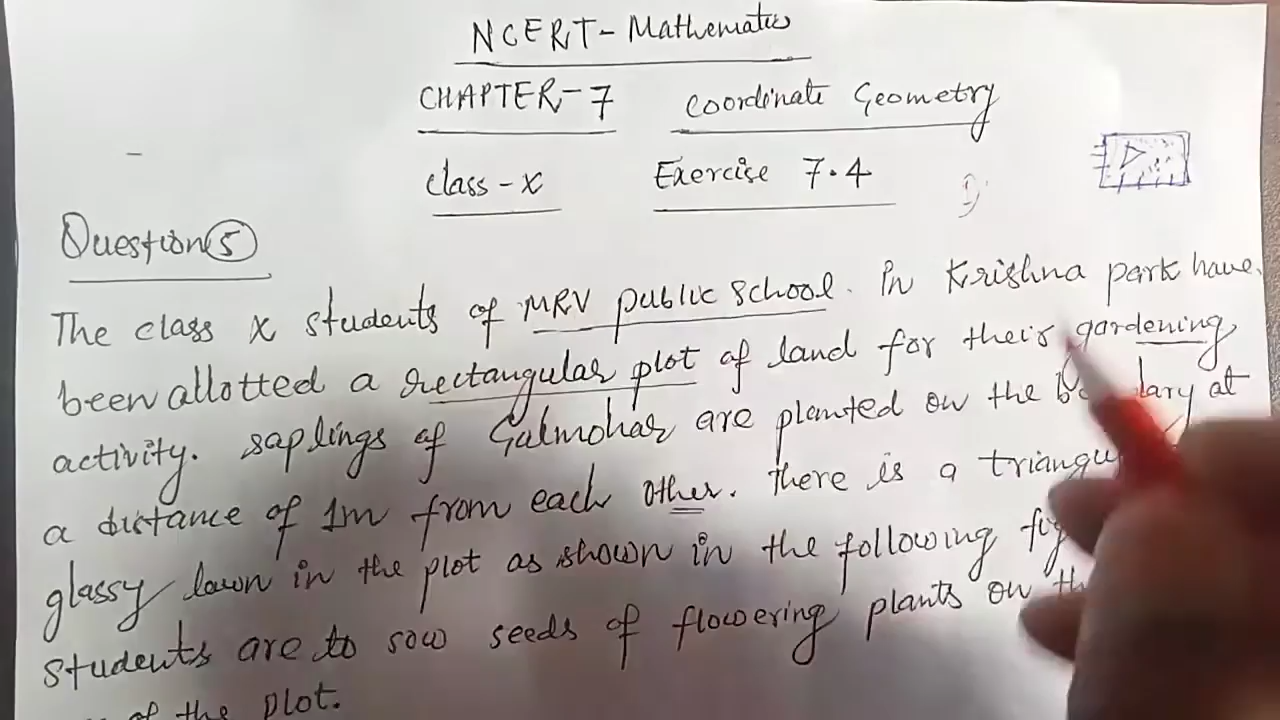 NCERT - Mathematics
CHAPTER - 7 Coordinate Geometry
class - X Exercise 7.4
Question 5
The class X students of MRV public school. In Krishna park have
been allotted a rectangular plot of land for their gardening
activity. saplings of Gulmohar are planted on the at
a distance of 1m from each other. There is a
glassy lawn in the plot as shown in the following
students are to sow seeds of flowering plants on
of the plot.